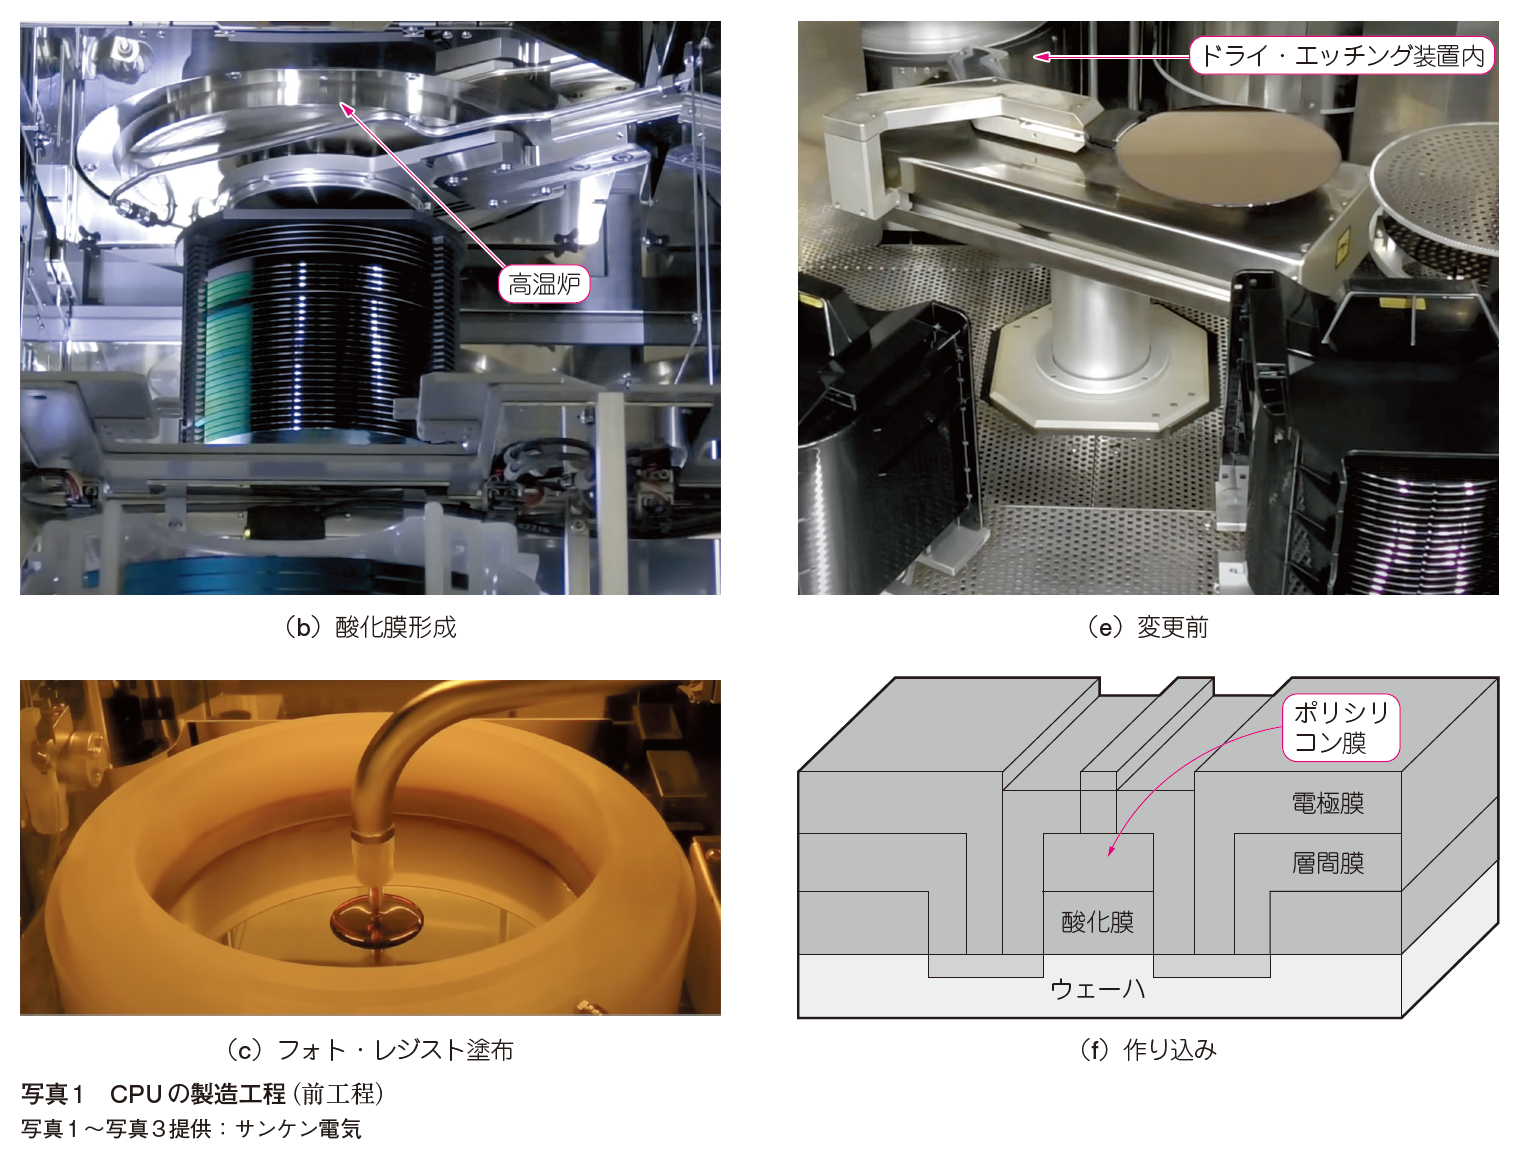 高温炉
（b）酸化膜形成
ドライ・エッチング装置内
（e）変更前
（c）フォト・レジスト塗布
ポリシリ
コン膜
電極膜
層間膜
酸化膜
ウェーハ
（f）作り込み
写真1　CPUの製造工程（前工程）
写真1～写真3提供：サンケン電気